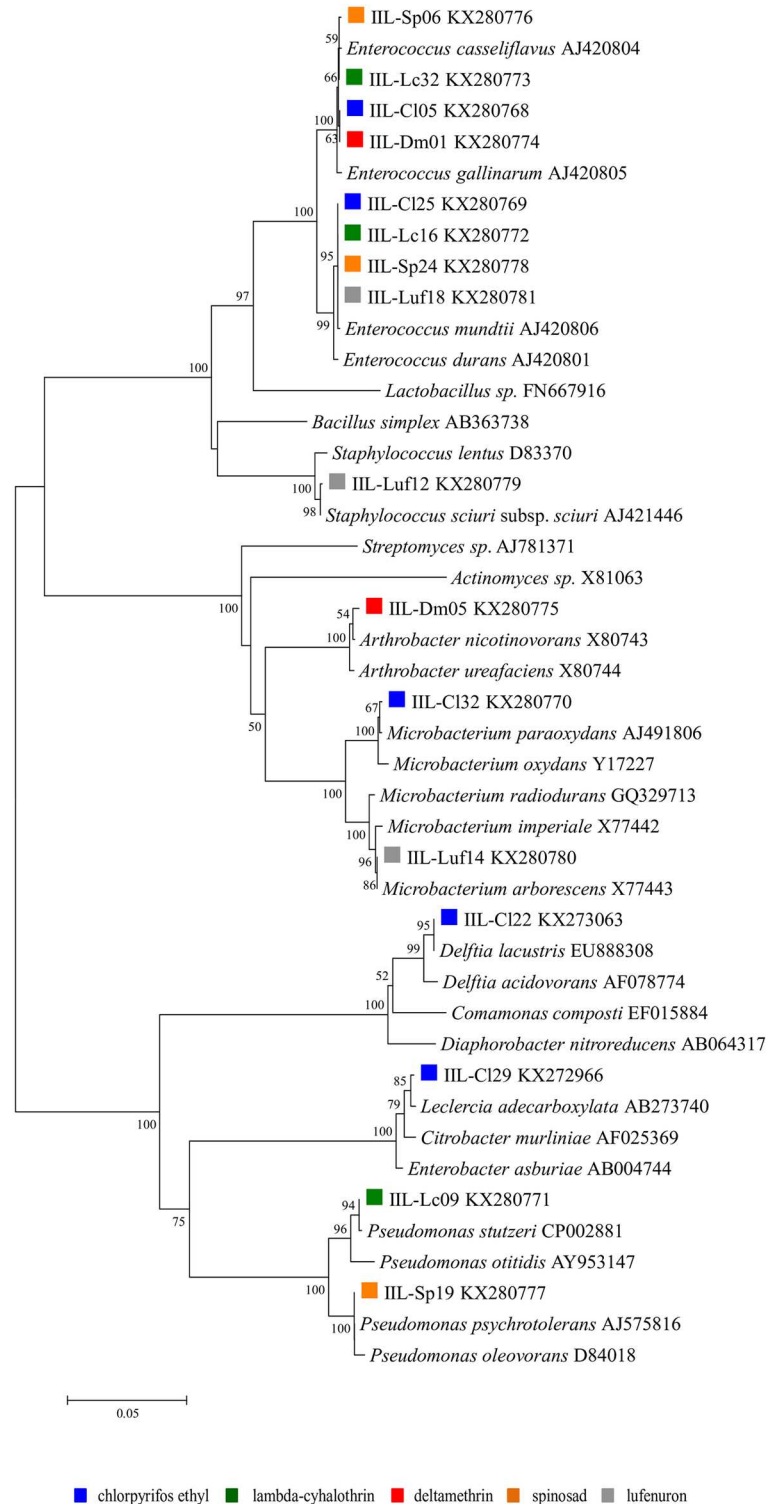 IIL-Sp06 KX280776
59
Enterococcus casseliflavus AJ420804
66
IIL-Lc32 KX280773
IIL-Cl05 KX280768
100
63
IIL-Dm01 KX280774
Enterococcus gallinarum AJ420805
IIL-Cl25 KX280769
100
IIL-Lc16 KX280772
95
IIL-Sp24 KX280778
97
IIL-Luf18 KX280781
99
Enterococcus mundtii AJ420806
Enterococcus durans AJ420801
100
Lactobacillus sp. FN667916
Bacillus simplex AB363738
Staphylococcus lentus D83370
100
IIL-Luf12 KX280779
98
Staphylococcus sciuri subsp. sciuri AJ421446
Streptomyces sp. AJ781371
Actinomyces sp. X81063
100
54
IIL-Dm05 KX280775
100
Arthrobacter nicotinovorans X80743
Arthrobacter ureafaciens X80744
IIL-Cl32 KX280770
67
50
100
Microbacterium paraoxydans AJ491806
Microbacterium oxydans Y17227
100
Microbacterium radiodurans GQ329713
100
Microbacterium imperiale X77442
96
IIL-Luf14 KX280780
86
Microbacterium arborescens X77443
IIL-Cl22 KX273063
95
99
Delftia lacustris EU888308
52
Delftia acidovorans AF078774
100
Comamonas composti EF015884
Diaphorobacter nitroreducens AB064317
IIL-Cl29 KX272966
85
79
Leclercia adecarboxylata AB273740
100
100
Citrobacter murliniae AF025369
Enterobacter asburiae AB004744
IIL-Lc09 KX280771
94
75
96
Pseudomonas stutzeri CP002881
Pseudomonas otitidis AY953147
100
IIL-Sp19 KX280777
100
Pseudomonas psychrotolerans AJ575816
Pseudomonas oleovorans D84018
0.05
chlorpyrifos ethyl lambda-cyhalothrin deltamethrin spinosad lufenuron